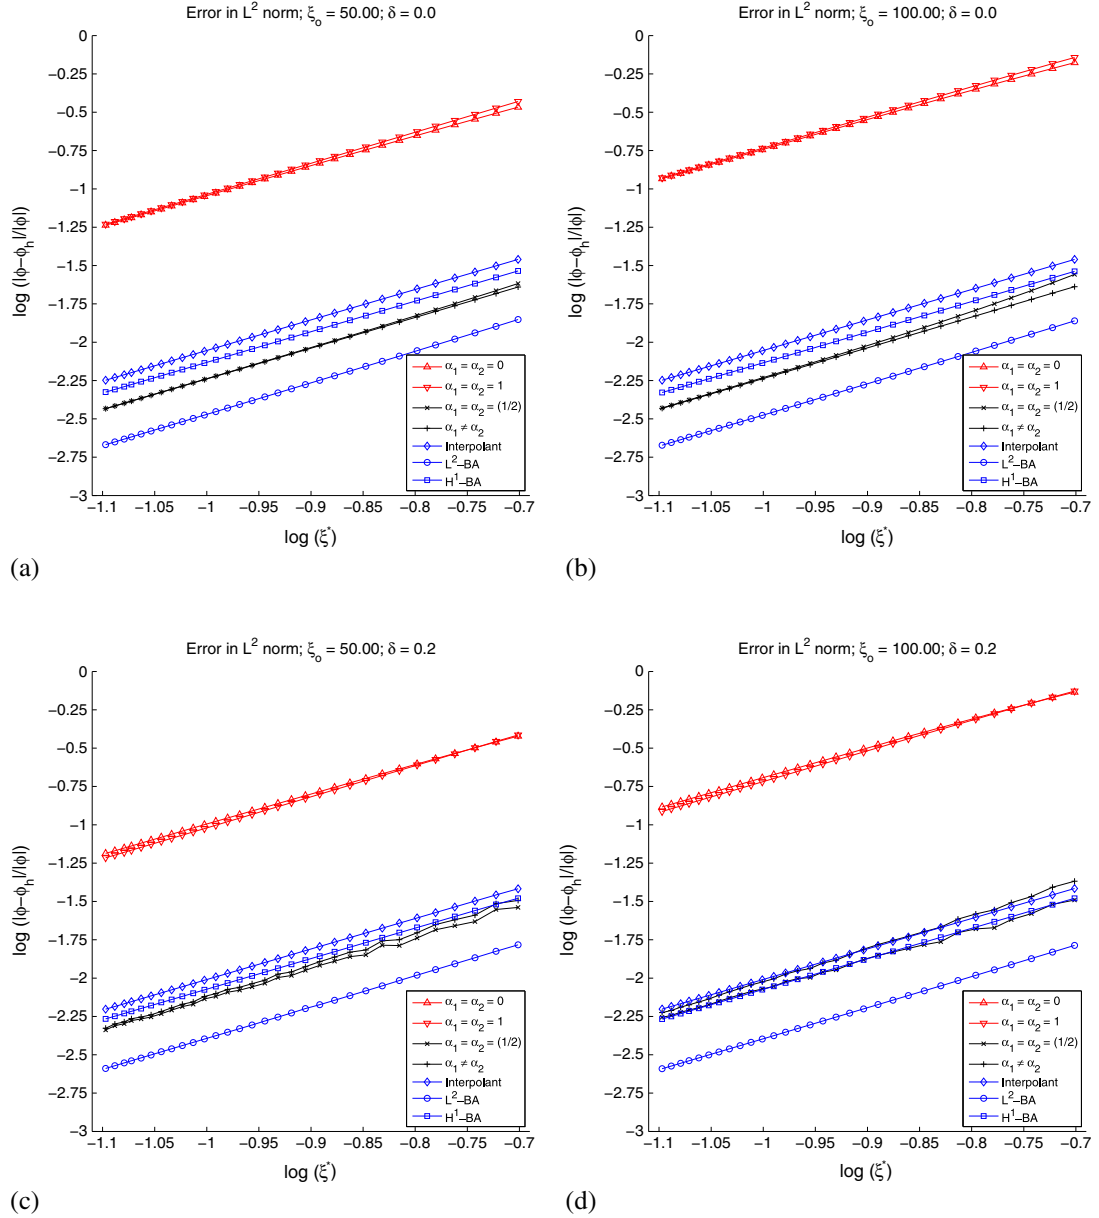 Error in L² norm; ξₒ = 50.00; δ = 0.0
0
−0.25
−0.5
−0.75
−1
−1.25
−1.5
−1.75
−2
−2.25
−2.5
−2.75
−3
log (|ϕ−ϕₕ|/|ϕ|)
α₁ = α₂ = 0
α₁ = α₂ = 1
α₁ = α₂ = (1/2)
α₁ ≠ α₂
Interpolant
L²−BA
H¹−BA
−1.1 −1.05 −1 −0.95 −0.9 −0.85 −0.8 −0.75 −0.7
log (ξ*)
(a)
Error in L² norm; ξₒ = 100.00; δ = 0.0
0
−0.25
−0.5
−0.75
−1
−1.25
−1.5
−1.75
−2
−2.25
−2.5
−2.75
−3
log (|ϕ−ϕₕ|/|ϕ|)
α₁ = α₂ = 0
α₁ = α₂ = 1
α₁ = α₂ = (1/2)
α₁ ≠ α₂
Interpolant
L²−BA
H¹−BA
−1.1 −1.05 −1 −0.95 −0.9 −0.85 −0.8 −0.75 −0.7
log (ξ*)
(b)
Error in L² norm; ξₒ = 50.00; δ = 0.2
0
−0.25
−0.5
−0.75
−1
−1.25
−1.5
−1.75
−2
−2.25
−2.5
−2.75
−3
log (|ϕ−ϕₕ|/|ϕ|)
α₁ = α₂ = 0
α₁ = α₂ = 1
α₁ = α₂ = (1/2)
α₁ ≠ α₂
Interpolant
L²−BA
H¹−BA
−1.1 −1.05 −1 −0.95 −0.9 −0.85 −0.8 −0.75 −0.7
log (ξ*)
(c)
Error in L² norm; ξₒ = 100.00; δ = 0.2
0
−0.25
−0.5
−0.75
−1
−1.25
−1.5
−1.75
−2
−2.25
−2.5
−2.75
−3
log (|ϕ−ϕₕ|/|ϕ|)
α₁ = α₂ = 0
α₁ = α₂ = 1
α₁ = α₂ = (1/2)
α₁ ≠ α₂
Interpolant
L²−BA
H¹−BA
−1.1 −1.05 −1 −0.95 −0.9 −0.85 −0.8 −0.75 −0.7
log (ξ*)
(d)